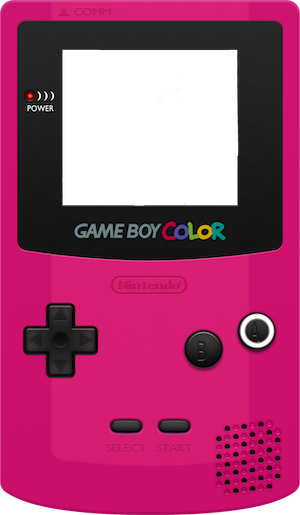 ▲ COMM.
POWER
GAME BOY COLOR
Nintendo
A
B
SELECT START